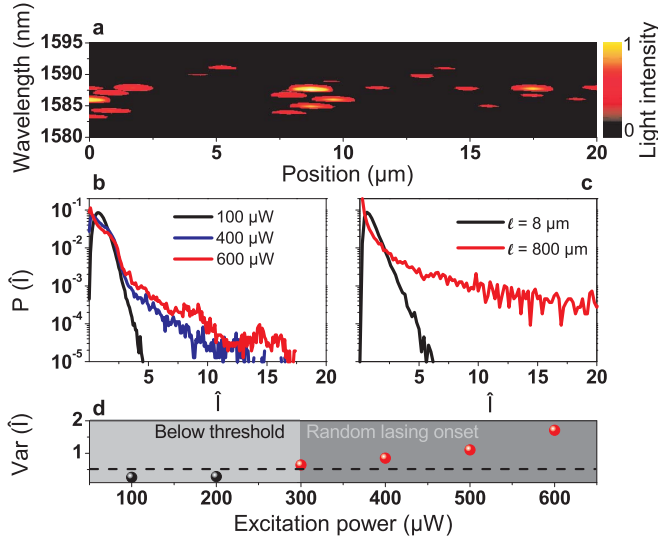 a
Wavelength (nm)
1595
1590
1585
1580
0 5 10 15 20
Position (µm)
1
0
Light intensity
b
100 µW
400 µW
600 µW
10⁻¹
10⁻²
10⁻³
10⁻⁴
10⁻⁵
P (Î)
5 10 15 20
Î
c
ℓ = 8 µm
ℓ = 800 µm
5 10 15 20
Î
d
Below threshold Random lasing onset
Var (Î)
2
1
100 200 300 400 500 600
Excitation power (µW)